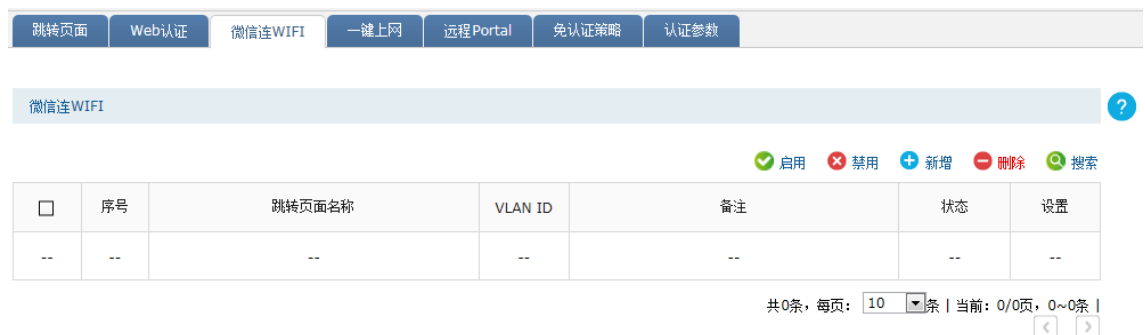 跳转页面 Web认证 微信连WIFI 一键上网 远程Portal 免认证策略 认证参数
微信连WIFI ?
启用 禁用 新增 删除 搜索
序号 跳转页面名称 VLAN ID 备注 状态 设置
-- -- -- -- -- -- --
共0条，每页： 10 条 | 当前：0/0页，0~0条 |
< >